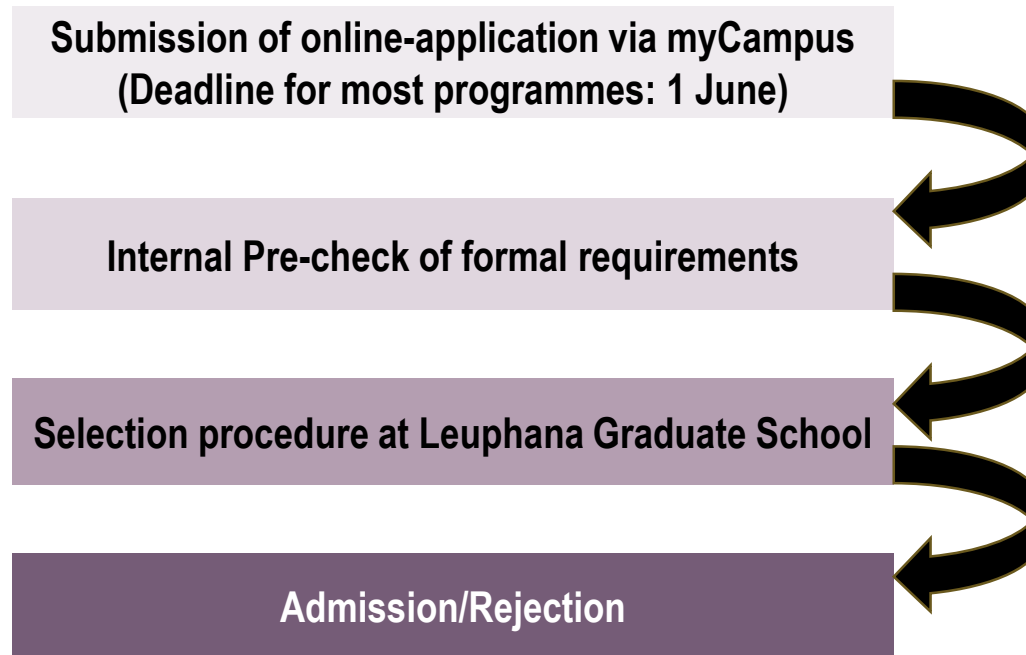 Submission of online-application via myCampus
(Deadline for most programmes: 1 June)
Internal Pre-check of formal requirements
Selection procedure at Leuphana Graduate School
Admission/Rejection